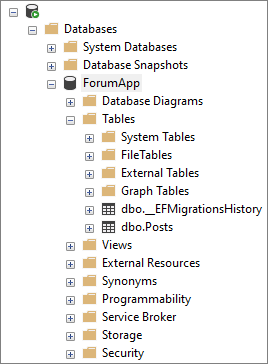 Databases
System Databases
Database Snapshots
ForumApp
Database Diagrams
Tables
System Tables
FileTables
External Tables
Graph Tables
dbo.__EFMigrationsHistory
dbo.Posts
Views
External Resources
Synonyms
Programmability
Service Broker
Storage
Security